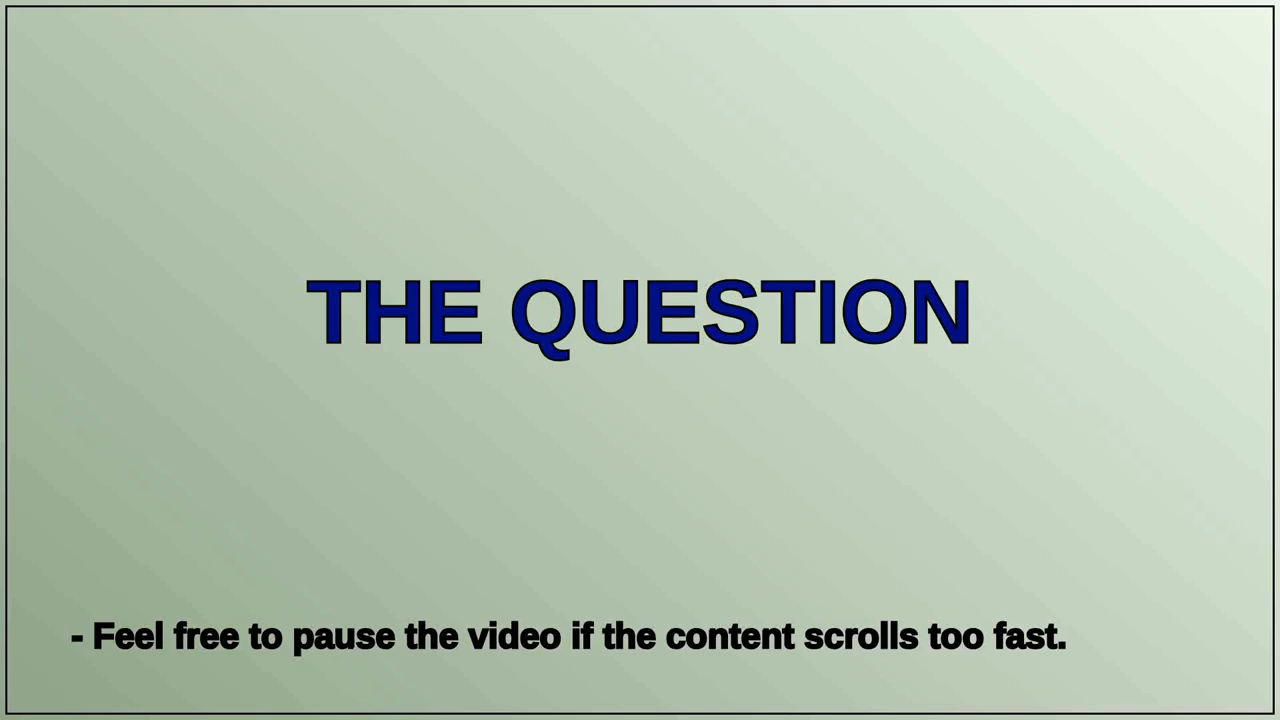 THE QUESTION
- Feel free to pause the video if the content scrolls too fast.